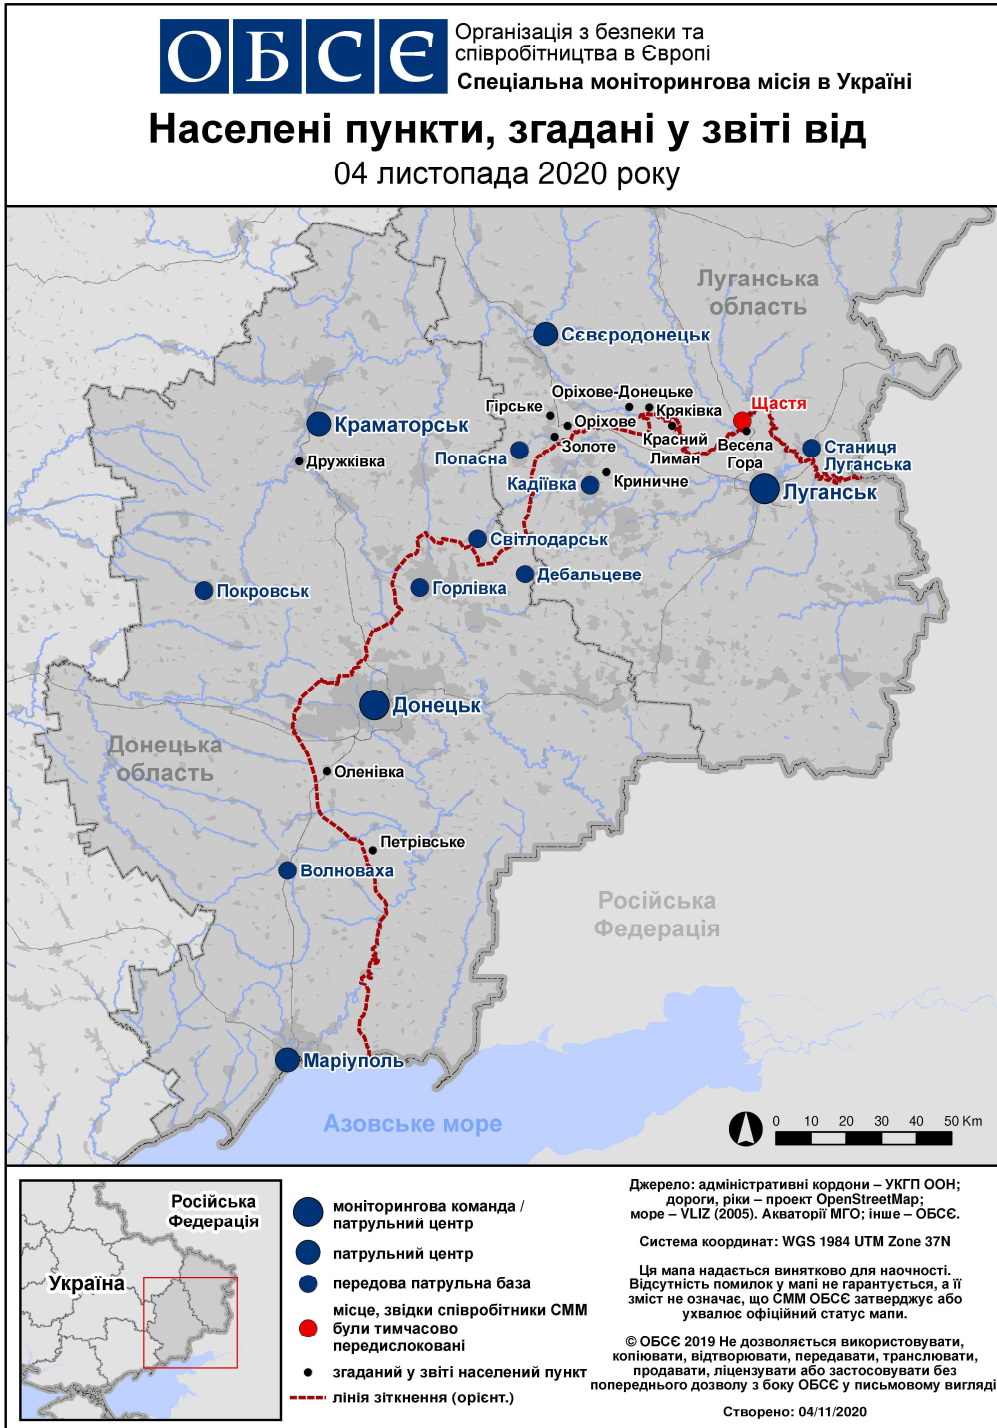 ОБСЄ
Організація з безпеки та
співробітництва в Європі
Спеціальна моніторингова місія в Україні
Населені пункти, згадані у звіті від
04 листопада 2020 року
Луганська
область
Сєвєродонецьк
Оріхове-Донецьке
Щастя
Гірське
Кряківка
Краматорськ
Оріхове
Красний
Лиман
Весела
Гора
Станиця
Луганська
Золоте
Попасна
Дружківка
Кадіївка
Криничне
Луганськ
Світлодарськ
Дебальцеве
Горлівка
Покровськ
Донецьк
Донецька
область
Оленівка
Петрівське
Волноваха
Російська
Федерація
Маріуполь
Азовське море
0 10 20 30 40 50 Km
Російська
Федерація
Україна
моніторингова команда /
патрульний центр
патрульний центр
передова патрульна база
місце, звідки співробітники СММ
були тимчасово
передислоковані
згаданий у звіті населений пункт
лінія зіткнення (орієнт.)
Джерело: адміністративні кордони – УКГП ООН;
дороги, ріки – проект OpenStreetMap;
море – VLIZ (2005). Акваторії МГО; інше – ОБСЄ.
Система координат: WGS 1984 UTM Zone 37N
Ця мапа надається винятково для наочності.
Відсутність помилок у мапі не гарантується, а її
зміст не означає, що СММ ОБСЄ затверджує або
ухвалює офіційний статус мапи.
© ОБСЄ 2019 Не дозволяється використовувати,
копіювати, відтворювати, передавати, транслювати,
продавати, ліцензувати або застосовувати без
попереднього дозволу з боку ОБСЄ у письмовому вигляді
Створено: 04/11/2020